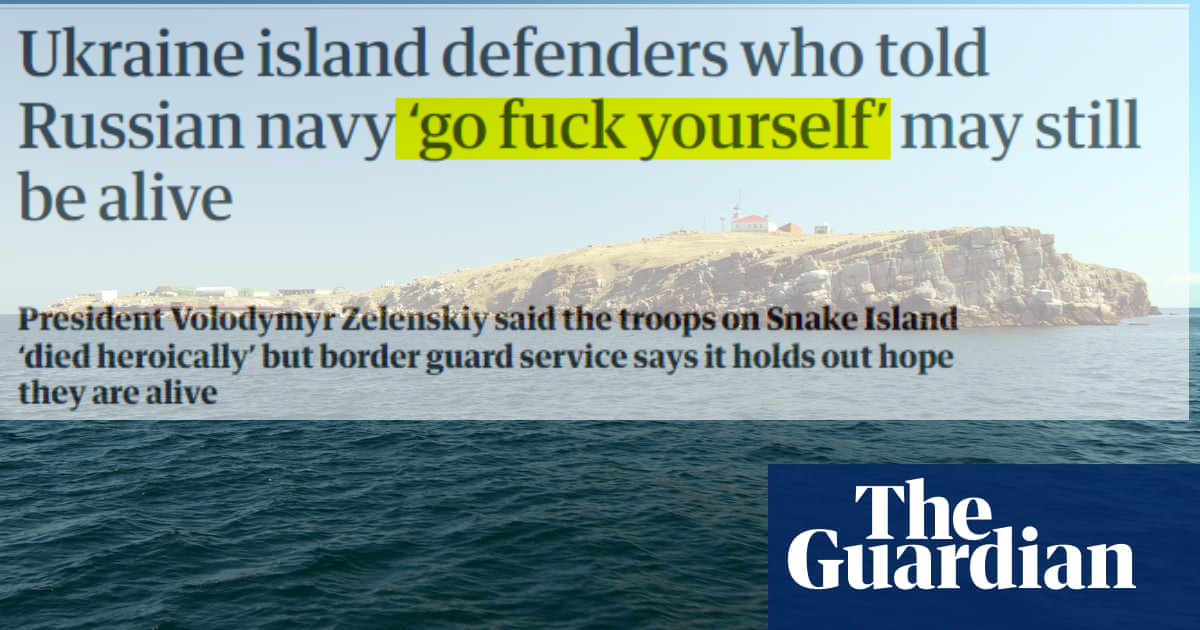 Ukraine island defenders who told
Russian navy ‘go fuck yourself’ may still
be alive
President Volodymyr Zelenskiy said the troops on Snake Island
‘died heroically’ but border guard service says it holds out hope
they are alive
The
Guardian